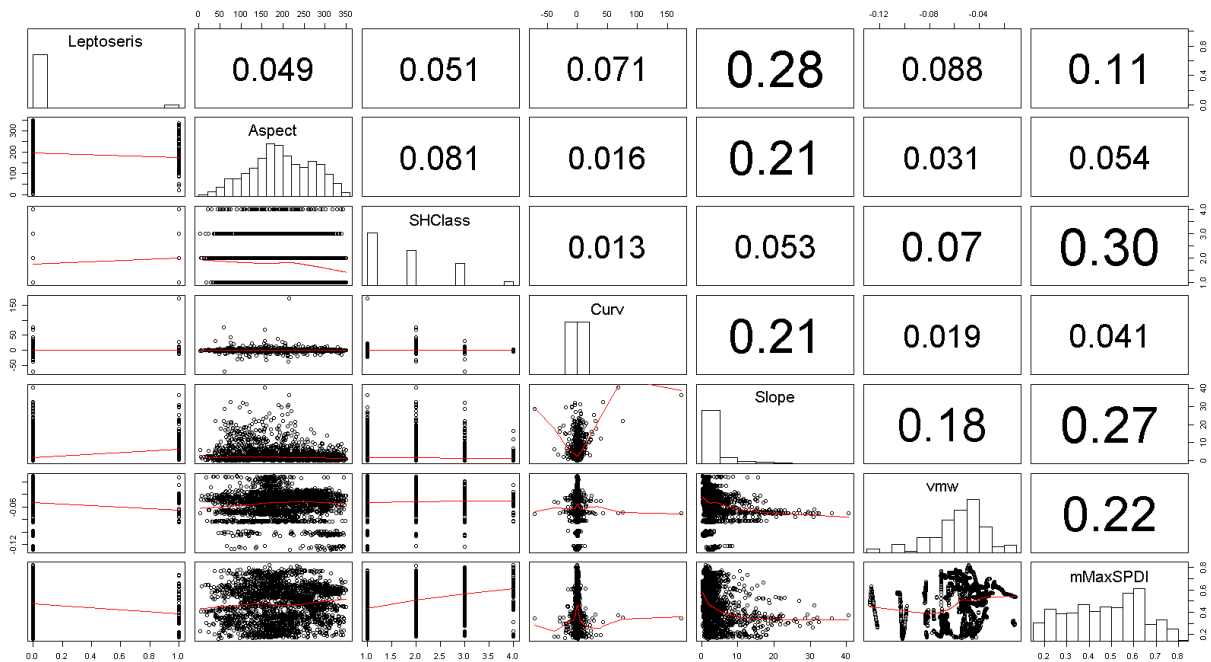 0 50 100 150 200 250 300 350
-50 0 50 150
-0.12 -0.08 -0.04
Leptoseris
0.049 0.051 0.071 0.28 0.088 0.11
0.0 0.4 0.8
0 100 200 300
Aspect
0.081 0.016 0.21 0.031 0.054
SHClass
0.013 0.053 0.07 0.30
1.0 2.0 3.0 4.0
-50 0 50 150
Curv
0.21 0.019 0.041
Slope
0.18 0.27
0 10 20 30 40
-0.12 -0.06
vmw
0.22
mMaxSPDI
0.2 0.4 0.6 0.8
0.0 0.2 0.4 0.6 0.8 1.0
1.0 1.5 2.0 2.5 3.0 3.5 4.0
0 10 20 30 40
0.1 0.2 0.3 0.4 0.5 0.6 0.7 0.8